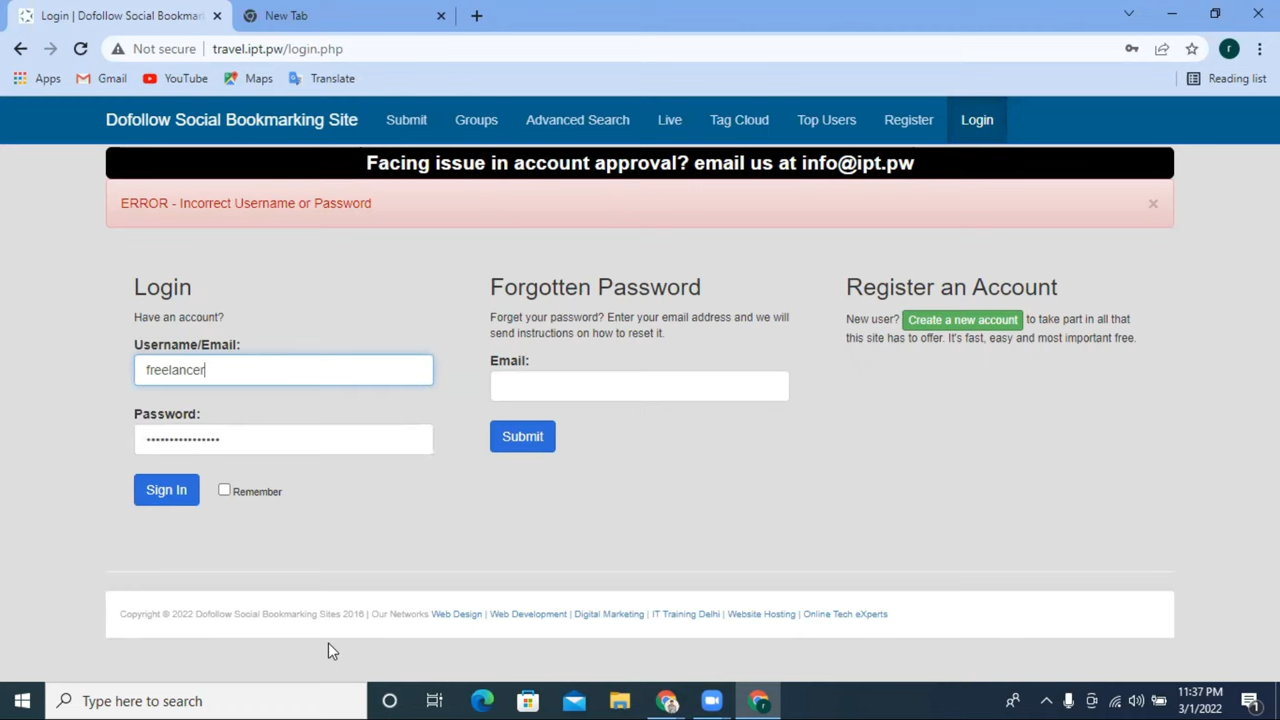 Login | Dofollow Social Bookmar
New Tab
Not secure
travel.ipt.pw/login.php
r
Apps
Gmail
YouTube
Maps
Translate
Reading list
Dofollow Social Bookmarking Site
Submit
Groups
Advanced Search
Live
Tag Cloud
Top Users
Register
Login
Facing issue in account approval? email us at info@ipt.pw
ERROR - Incorrect Username or Password
×
Login
Have an account?
Username/Email:
freelancer
Password:
••••••••••••••••
Sign In
Remember
Forgotten Password
Forget your password? Enter your email address and we will
send instructions on how to reset it.
Email:
Submit
Register an Account
New user? Create a new account to take part in all that
this site has to offer. It's fast, easy and most important free.
Copyright © 2022 Dofollow Social Bookmarking Sites 2016 | Our Networks Web Design | Web Development | Digital Marketing | IT Training Delhi | Website Hosting | Online Tech eXperts
Type here to search
r
11:37 PM
3/1/2022
1